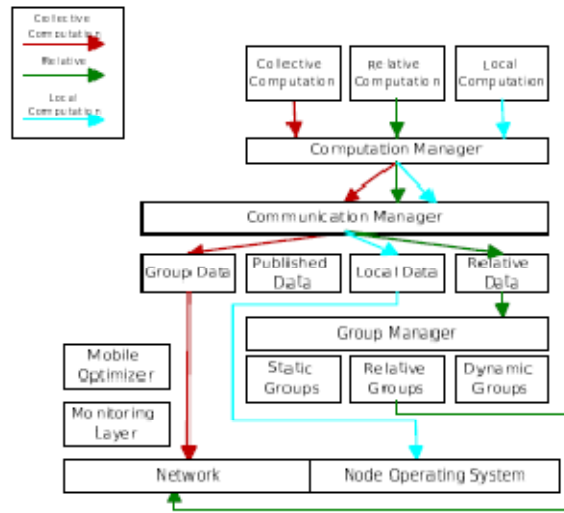 Collective
Computation
Relative
Local
Computation
Collective
Computation
Relative
Computation
Local
Computation
Computation Manager
Communication Manager
Group Data
Published
Data
Local Data
Relative
Data
Group Manager
Static
Groups
Relative
Groups
Dynamic
Groups
Mobile
Optimizer
Monitoring
Layer
Network
Node Operating System